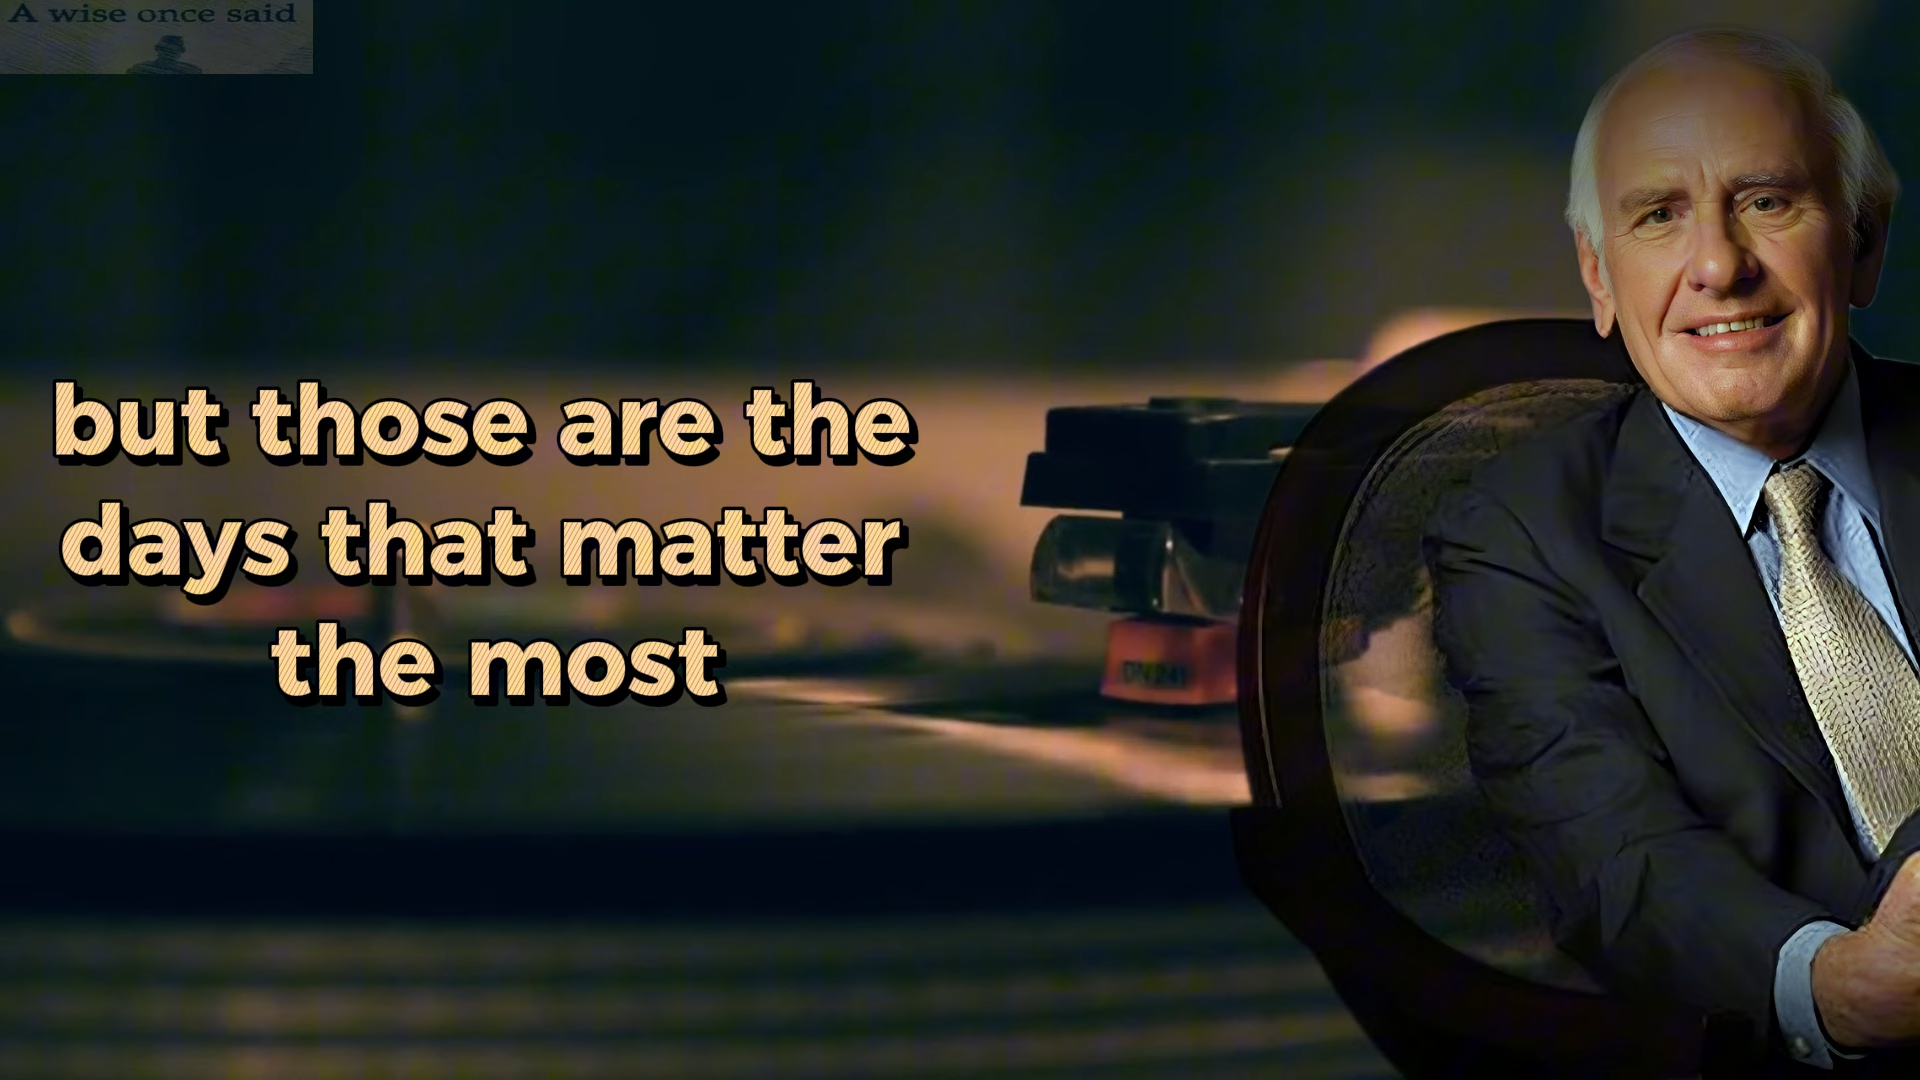 A wise once said
but those are the
days that matter
the most